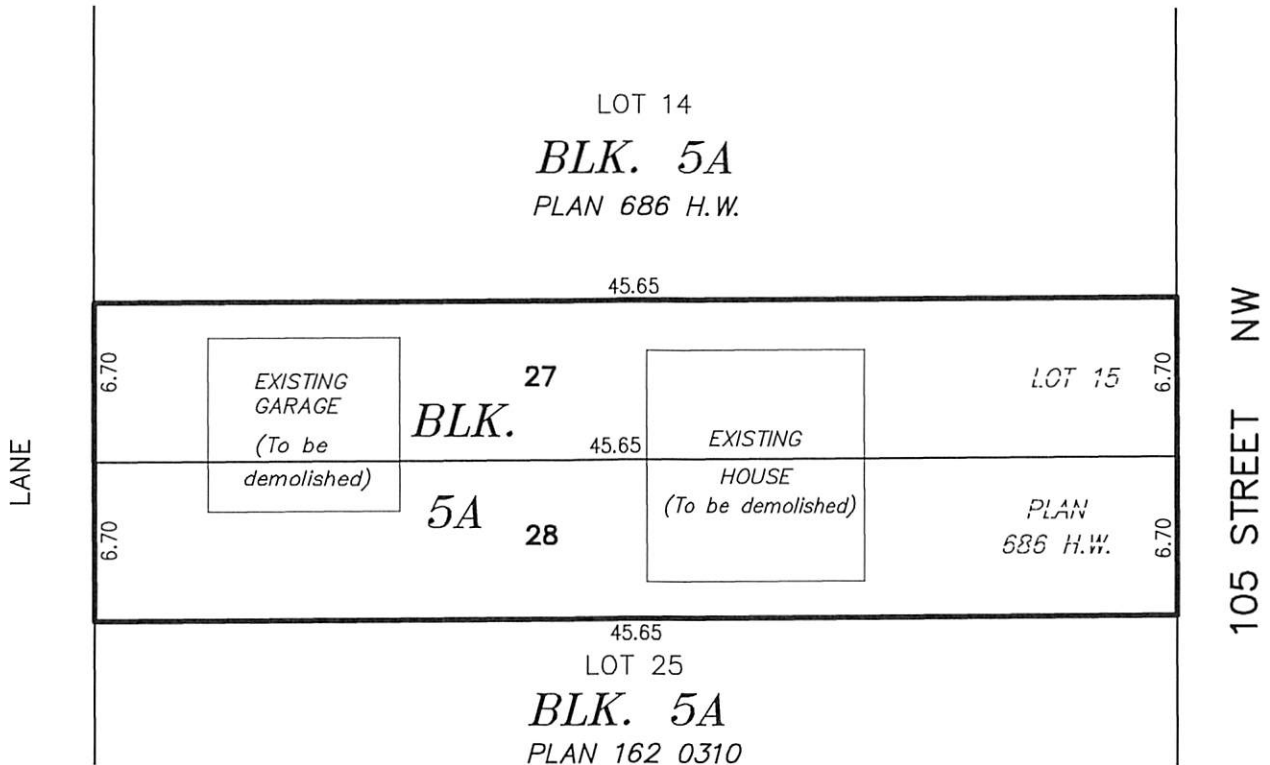 LOT 14
BLK. 5A
PLAN 686 H.W.
45.65
LANE
6.70
EXISTING
GARAGE
(To be
demolished)
27
BLK.
45.65
EXISTING
HOUSE
(To be demolished)
LOT 15
6.70
6.70
5A
28
PLAN
686 H.W.
6.70
105 STREET NW
45.65
LOT 25
BLK. 5A
PLAN 162 0310